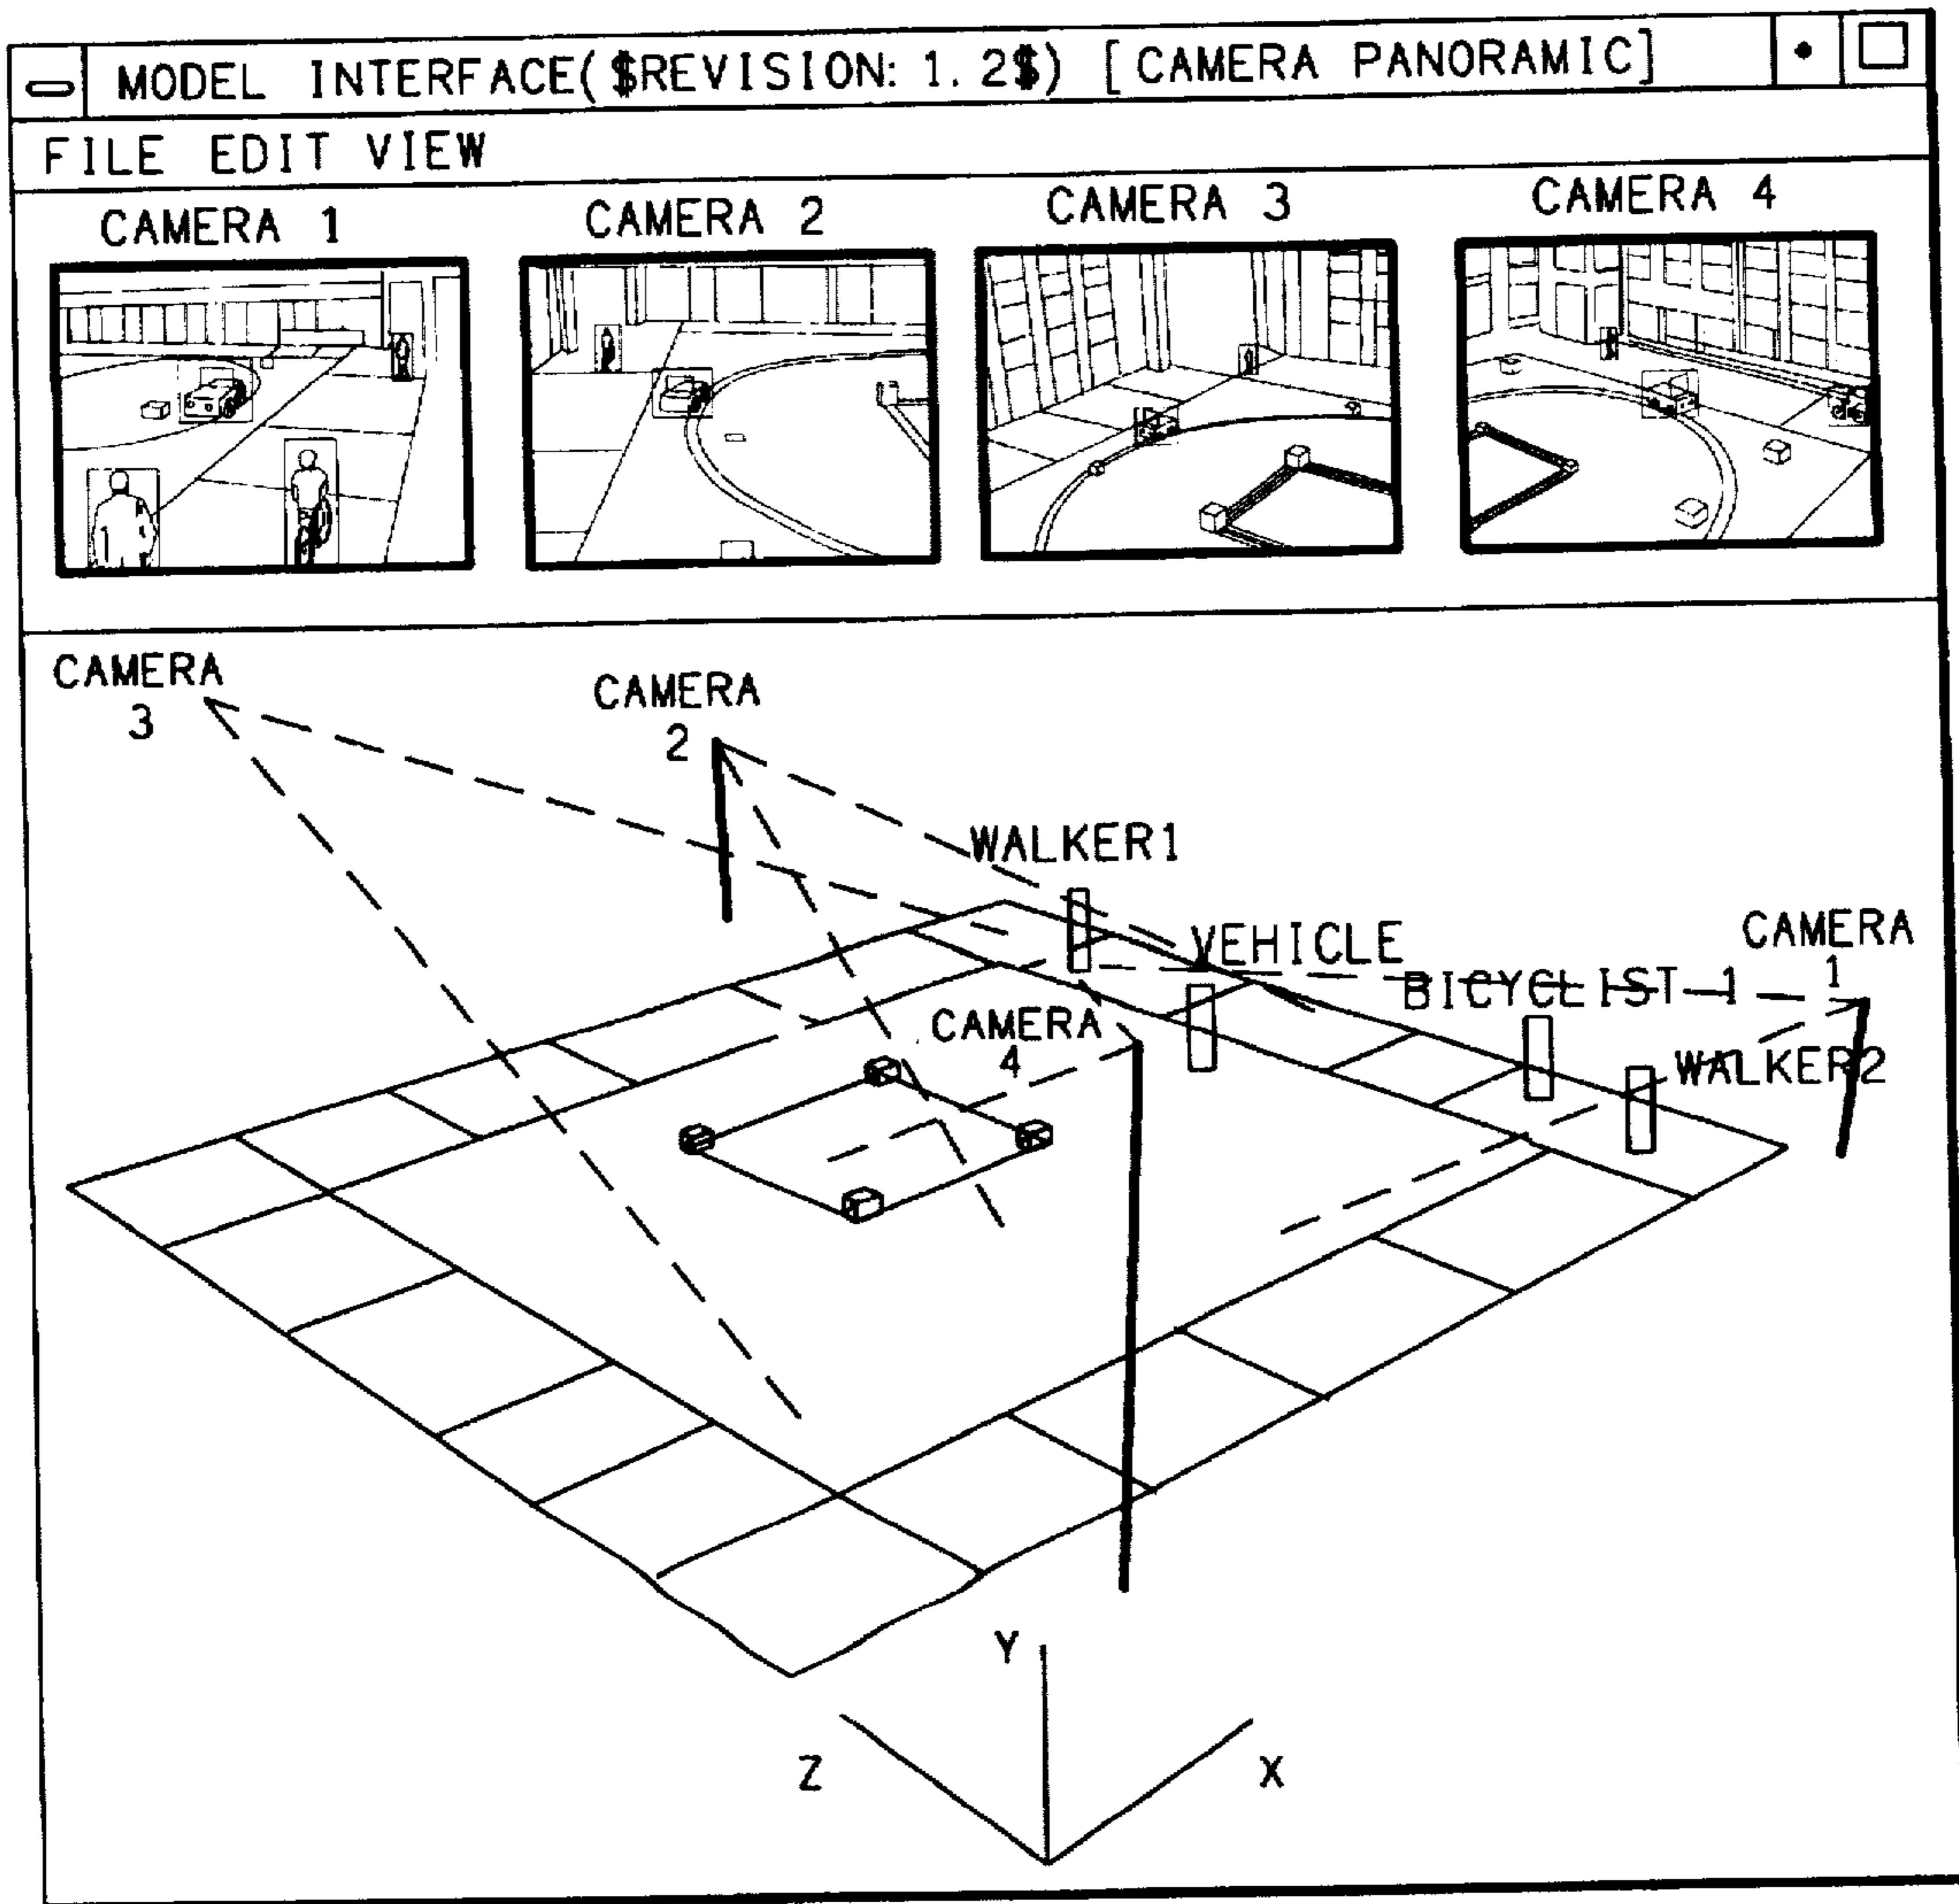 MODEL INTERFACE($REVISION: 1.2$) [CAMERA PANORAMIC]
FILE EDIT VIEW
CAMERA 1
CAMERA 2
CAMERA 3
CAMERA 4
CAMERA
3
CAMERA
2
WALKER1
VEHICLE
CAMERA
1
BICYCLIST 1
CAMERA
4
WALKER2
Y
Z
X